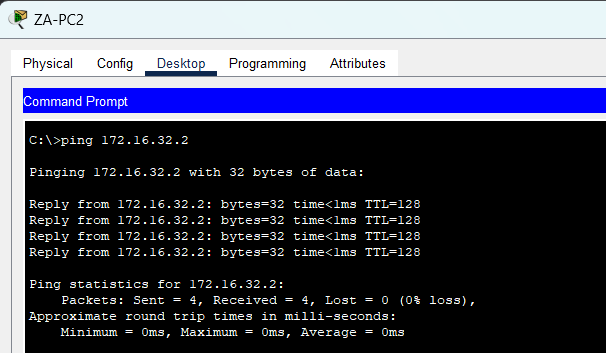 ZA-PC2
Physical Config Desktop Programming Attributes
Command Prompt
C:\>ping 172.16.32.2
Pinging 172.16.32.2 with 32 bytes of data:
Reply from 172.16.32.2: bytes=32 time<1ms TTL=128
Reply from 172.16.32.2: bytes=32 time<1ms TTL=128
Reply from 172.16.32.2: bytes=32 time<1ms TTL=128
Reply from 172.16.32.2: bytes=32 time<1ms TTL=128
Ping statistics for 172.16.32.2:
Packets: Sent = 4, Received = 4, Lost = 0 (0% loss),
Approximate round trip times in milli-seconds:
Minimum = 0ms, Maximum = 0ms, Average = 0ms